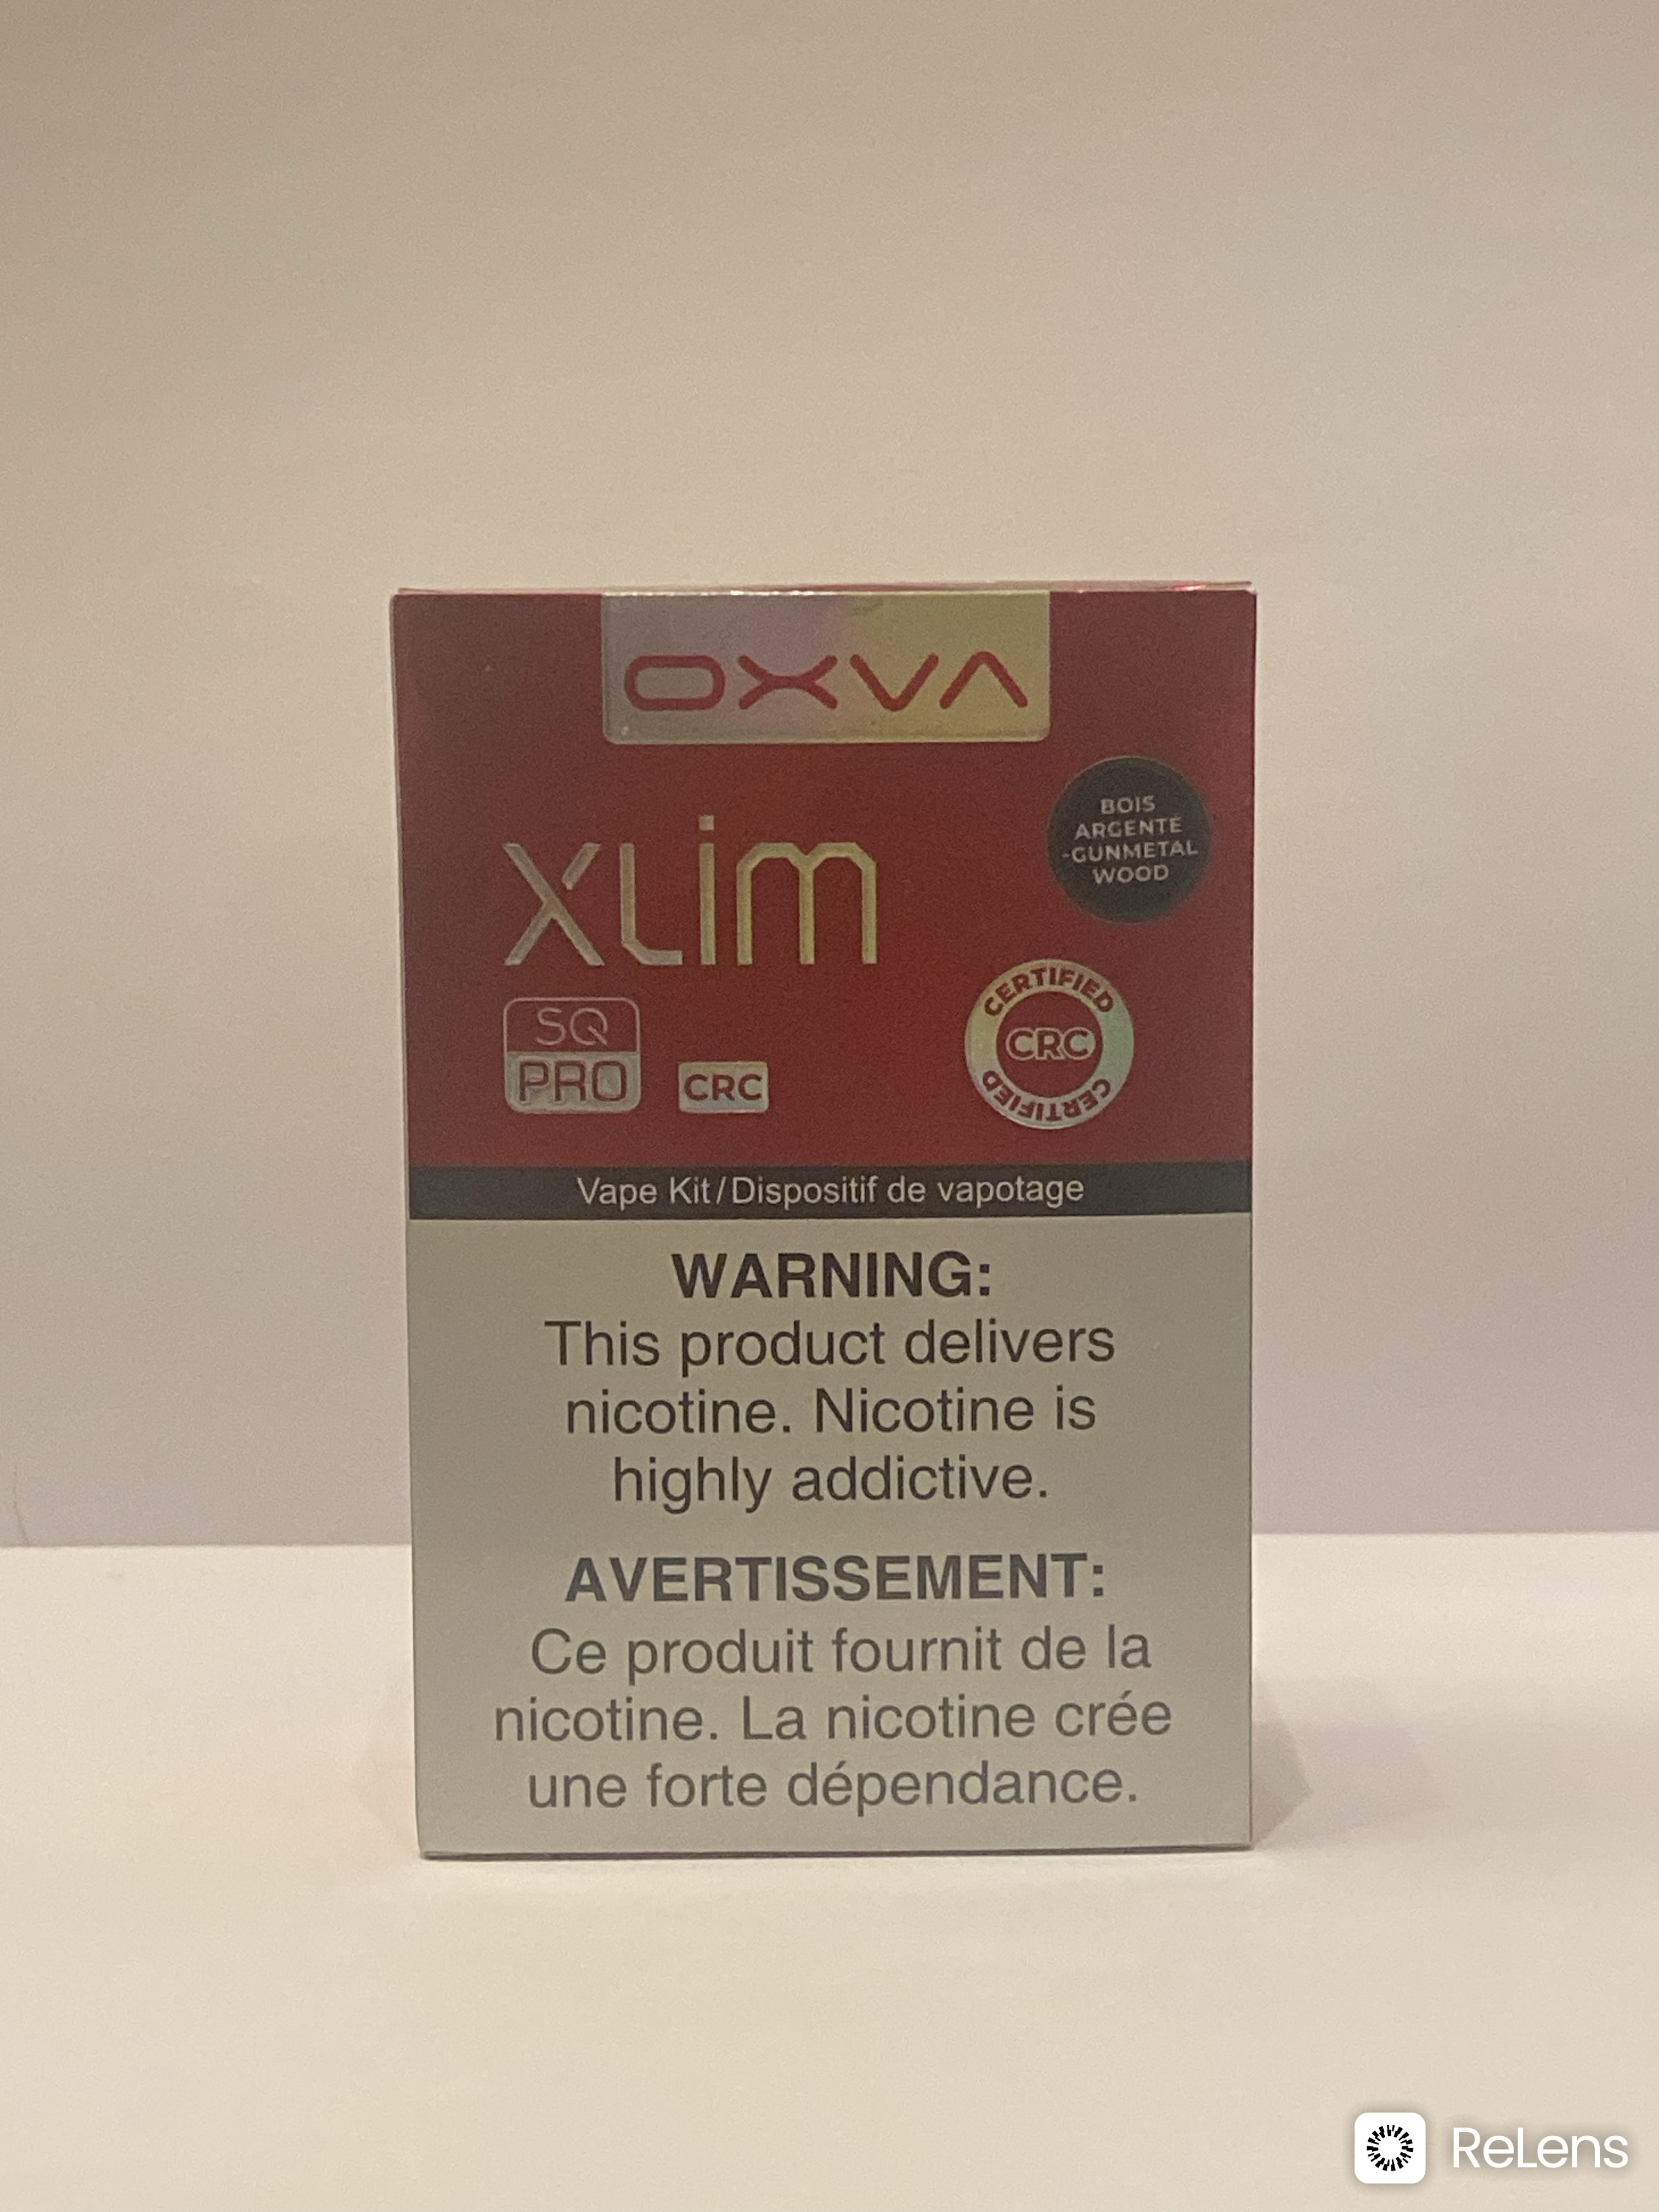 OXVA
BOIS
ARGENTÉ
-GUNMETAL
WOOD
XLIM
CERTIFIED
CRC
CERTIFIED
SQ
PRO
CRC
Vape Kit/Dispositif de vapotage
WARNING:
This product delivers
nicotine. Nicotine is
highly addictive.
AVERTISSEMENT:
Ce produit fournit de la
nicotine. La nicotine crée
une forte dépendance.
ReLens